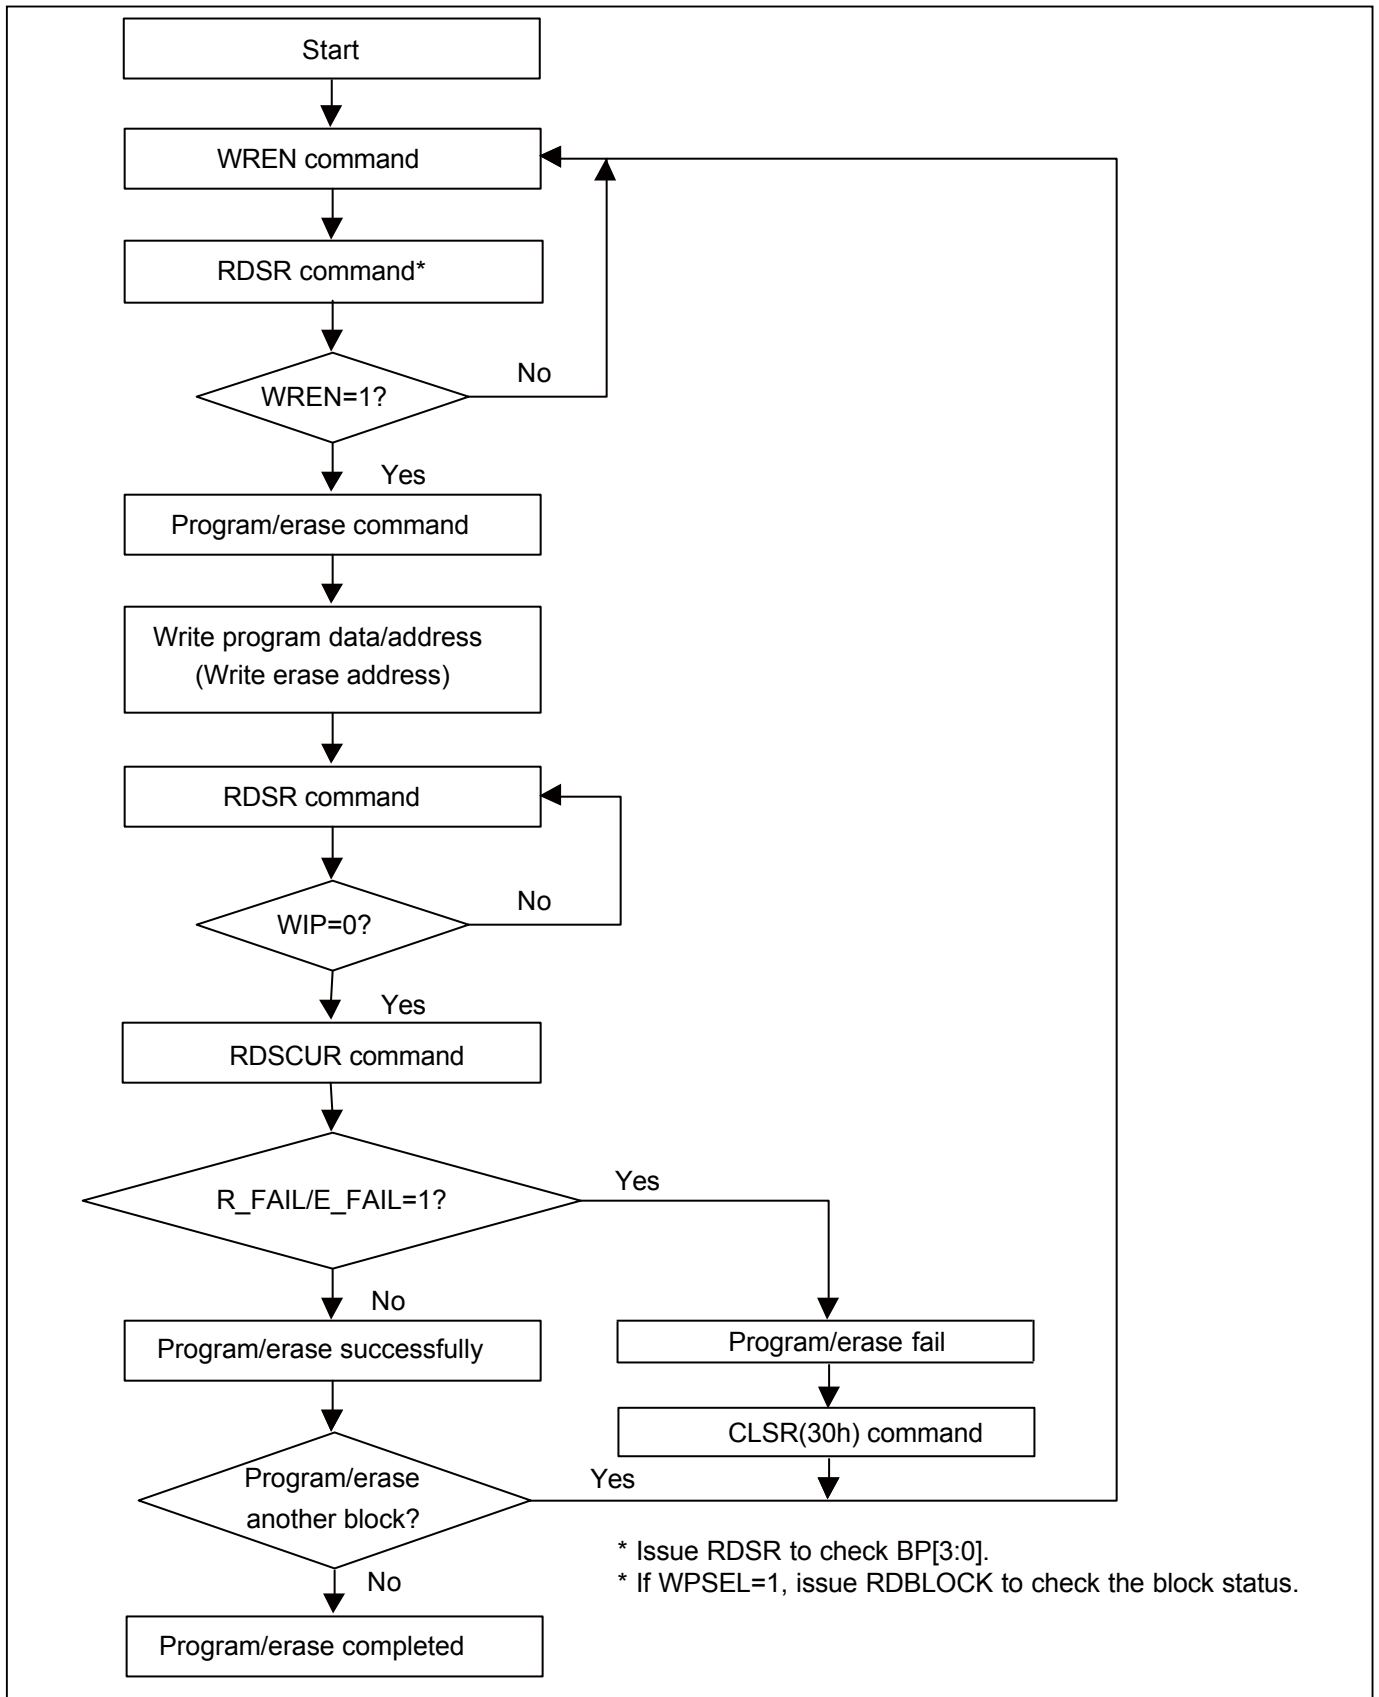 Start
WREN command
RDSR command*
WREN=1?
No
Yes
Program/erase command
Write program data/address
(Write erase address)
RDSR command
WIP=0?
No
Yes
RDSCUR command
R_FAIL/E_FAIL=1?
Yes
No
Program/erase successfully
Program/erase fail
CLSR(30h) command
Program/erase
another block?
Yes
No
* Issue RDSR to check BP[3:0].
* If WPSEL=1, issue RDBLOCK to check the block status.
Program/erase completed